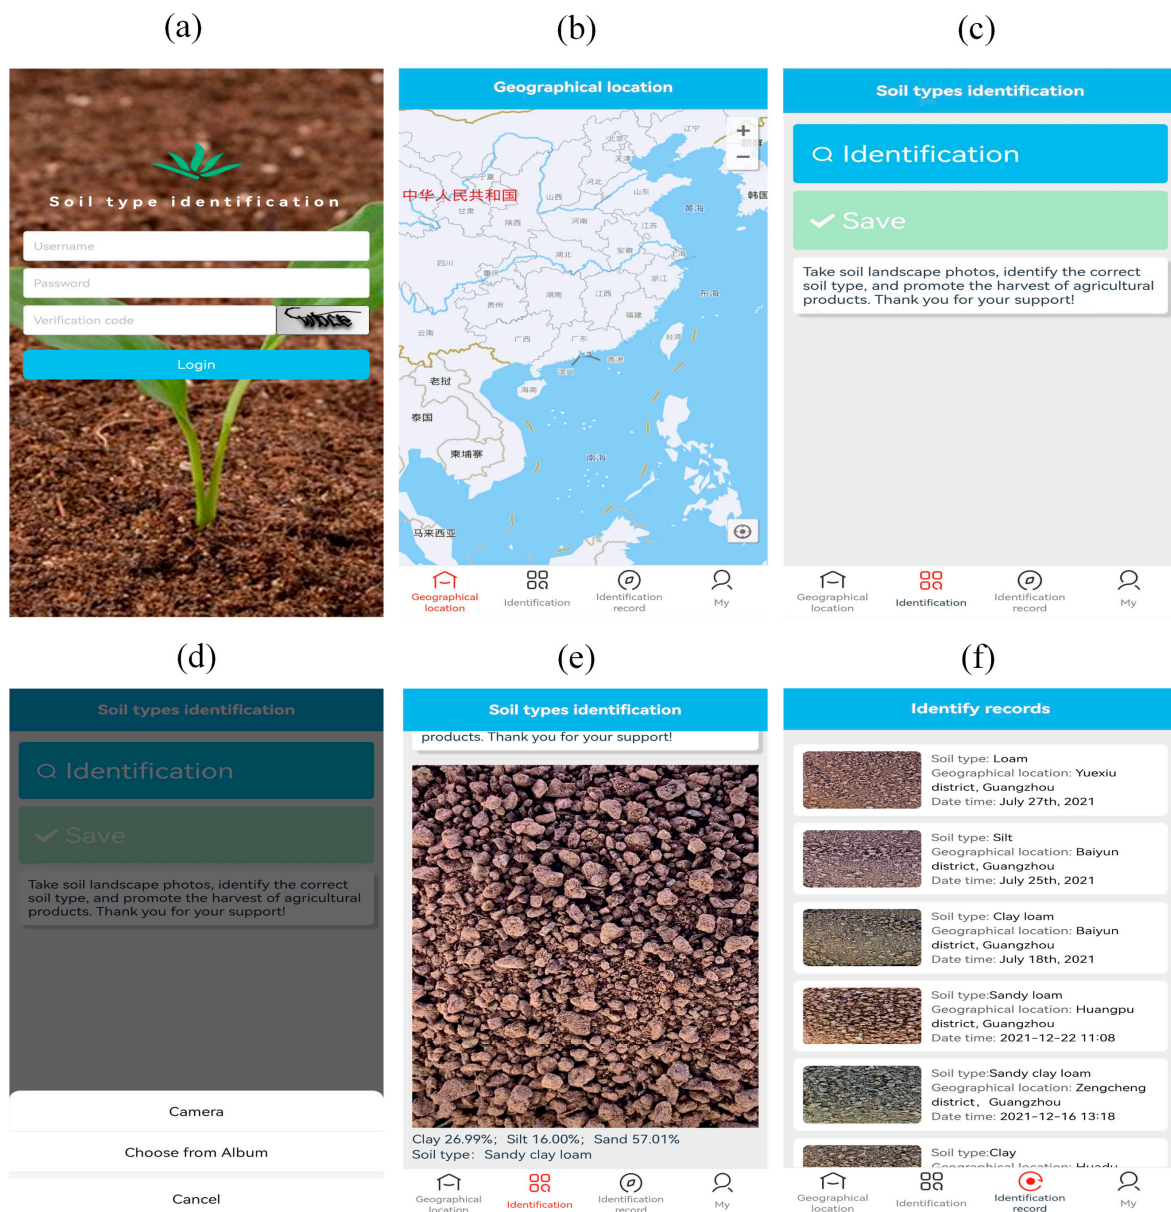 (a)
Soil type identification
Username
Password
Verification code
Login
(b)
Geographical location
辽宁
北京
天津
朝鲜
宁夏
河北
中华人民共和国
山西
山东
韩国
甘肃
黄海
陕西
河南
江苏
四川
湖北
安徽
上海
重庆
浙江
贵州
湖南
江西
东海
福建
云南
广西
广东
台湾
香港
澳门
老挝
海南
泰国
柬埔寨
南海
马来西亚
Geographical
location
Identification
Identification
record
My
(c)
Soil types identification
Identification
Save
Take soil landscape photos, identify the correct
soil type, and promote the harvest of agricultural
products. Thank you for your support!
Geographical
location
Identification
Identification
record
My
(d)
Soil types identification
Identification
Save
Take soil landscape photos, identify the correct
soil type, and promote the harvest of agricultural
products. Thank you for your support!
Camera
Choose from Album
Cancel
(e)
Soil types identification
products. Thank you for your support!
Clay 26.99%; Silt 16.00%; Sand 57.01%
Soil type: Sandy clay loam
Geographical
location
Identification
Identification
record
My
(f)
Identify records
Soil type: Loam
Geographical location: Yuexiu
district, Guangzhou
Date time: July 27th, 2021
Soil type: Silt
Geographical location: Baiyun
district, Guangzhou
Date time: July 25th, 2021
Soil type: Clay loam
Geographical location: Baiyun
district, Guangzhou
Date time: July 18th, 2021
Soil type:Sandy loam
Geographical location: Huangpu
district, Guangzhou
Date time: 2021-12-22 11:08
Soil type:Sandy clay loam
Geographical location: Zengcheng
district, Guangzhou
Date time: 2021-12-16 13:18
Soil type:Clay
Geographical location: Huadu
Geographical
location
Identification
Identification
record
My